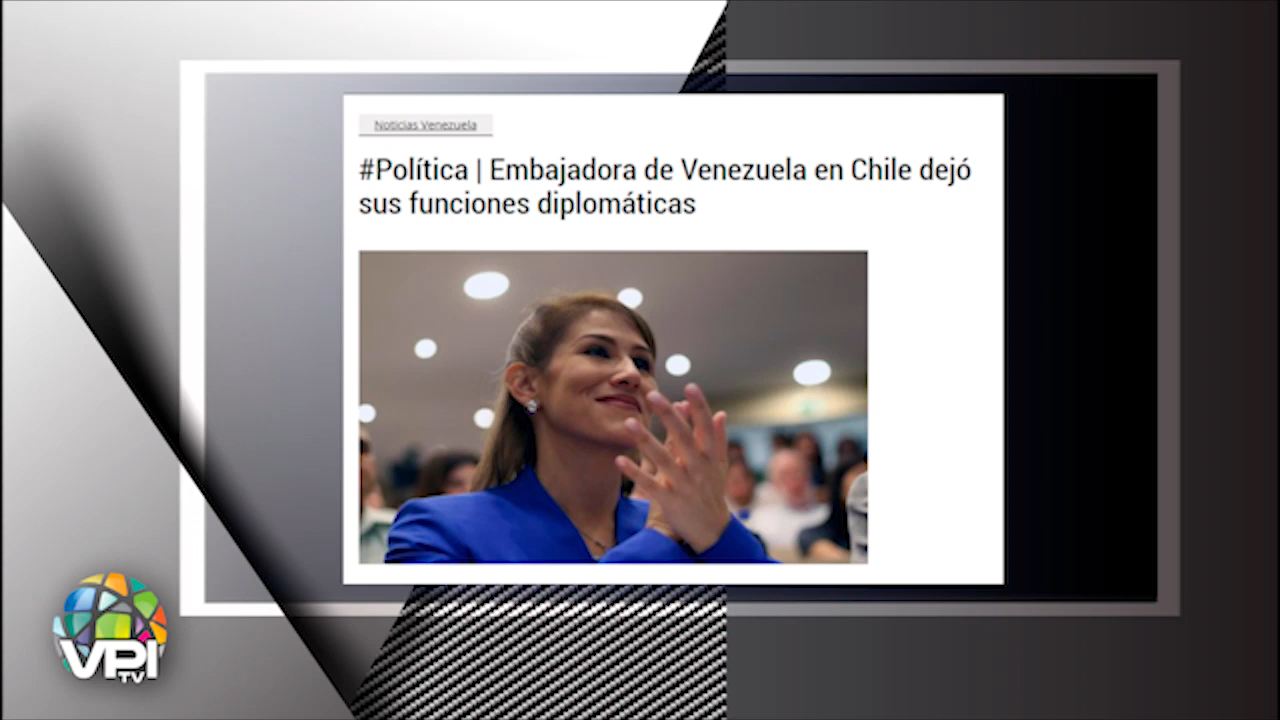 Noticias Venezuela
#Política | Embajadora de Venezuela en Chile dejó
sus funciones diplomáticas
VPI
TV